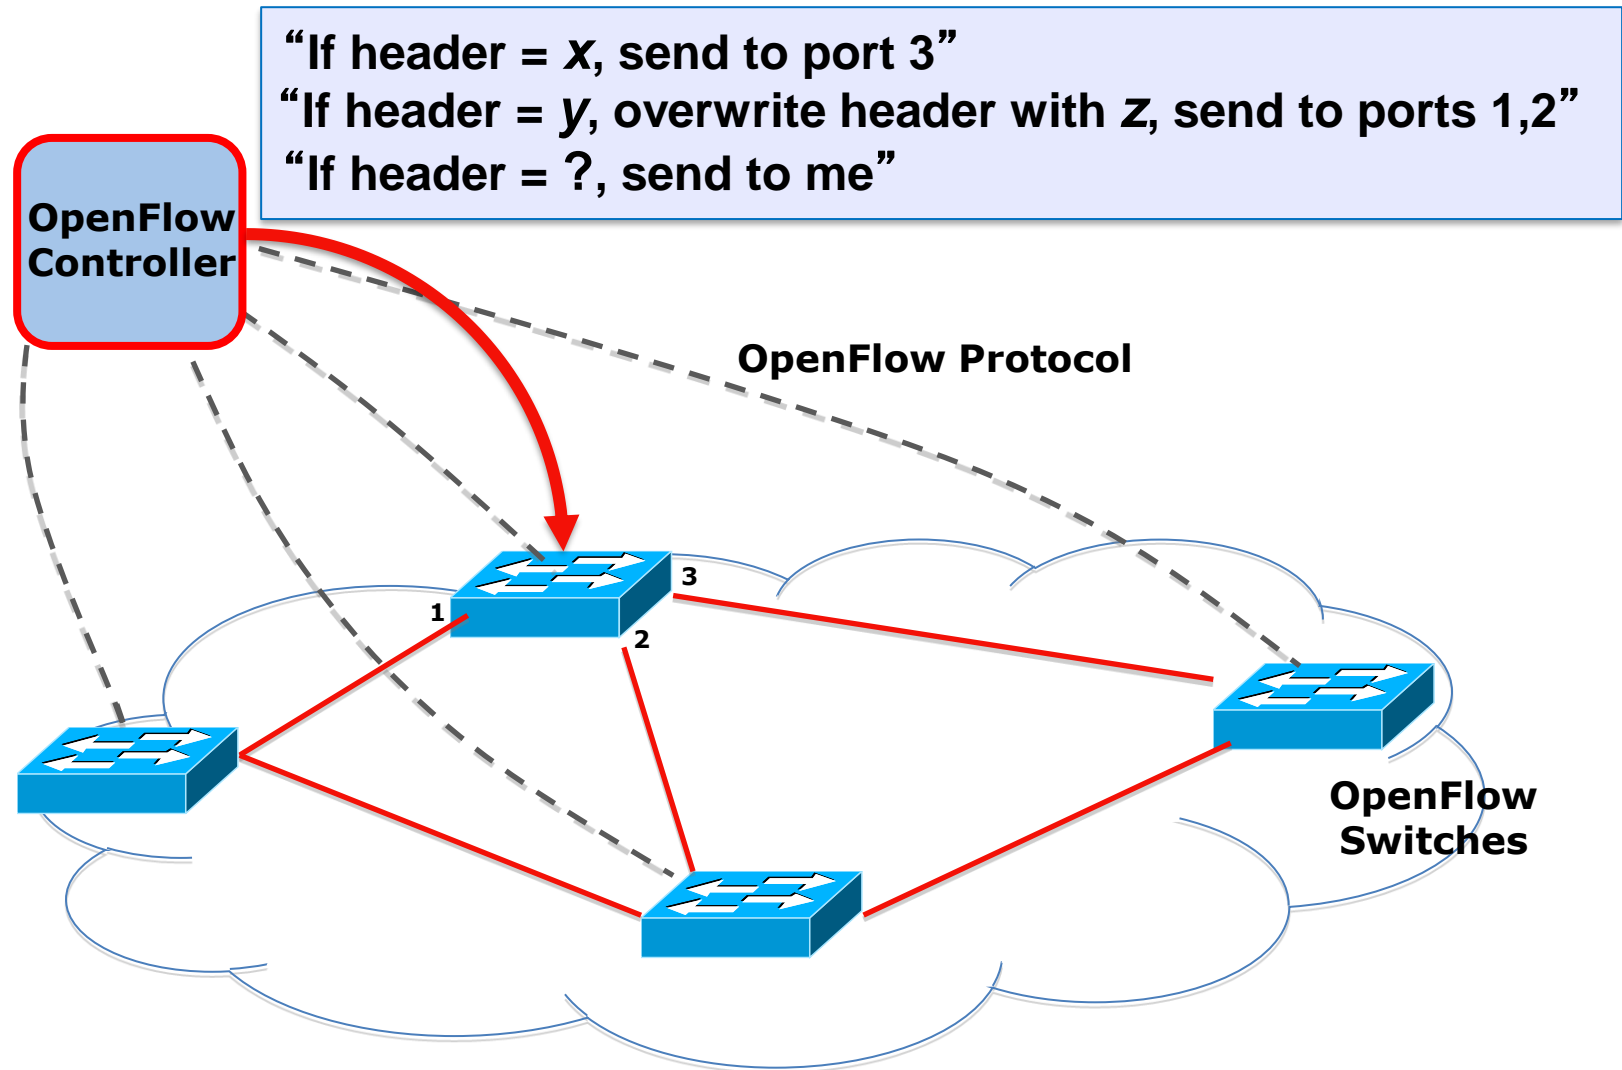 “If header = x, send to port 3”
“If header = y, overwrite header with z, send to ports 1,2”
“If header = ?, send to me”
OpenFlow
Controller
OpenFlow Protocol
3
1
2
OpenFlow
Switches